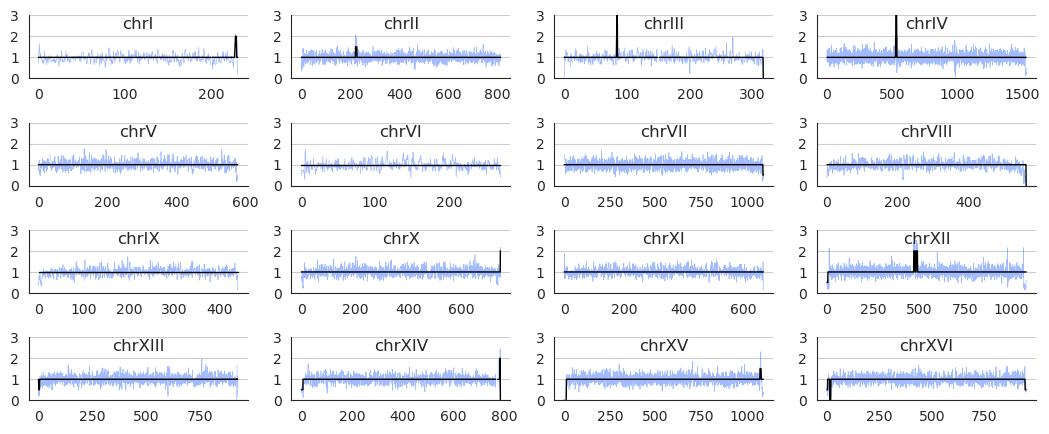 chrI chrII chrIII chrIV
3 3 3 3
2 2 2 2
1 1 1 1
0 0 0 0
0 100 200 0 200 400 600 800 0 100 200 300 0 500 1000 1500
chrV chrVI chrVII chrVIII
3 3 3 3
2 2 2 2
1 1 1 1
0 0 0 0
0 200 400 600 0 100 200 0 250 500 750 1000 0 200 400
chrIX chrX chrXI chrXII
3 3 3 3
2 2 2 2
1 1 1 1
0 0 0 0
0 100 200 300 400 0 200 400 600 0 200 400 600 0 250 500 750 1000
chrXIII chrXIV chrXV chrXVI
3 3 3 3
2 2 2 2
1 1 1 1
0 0 0 0
0 250 500 750 0 200 400 600 800 0 250 500 750 1000 0 250 500 750